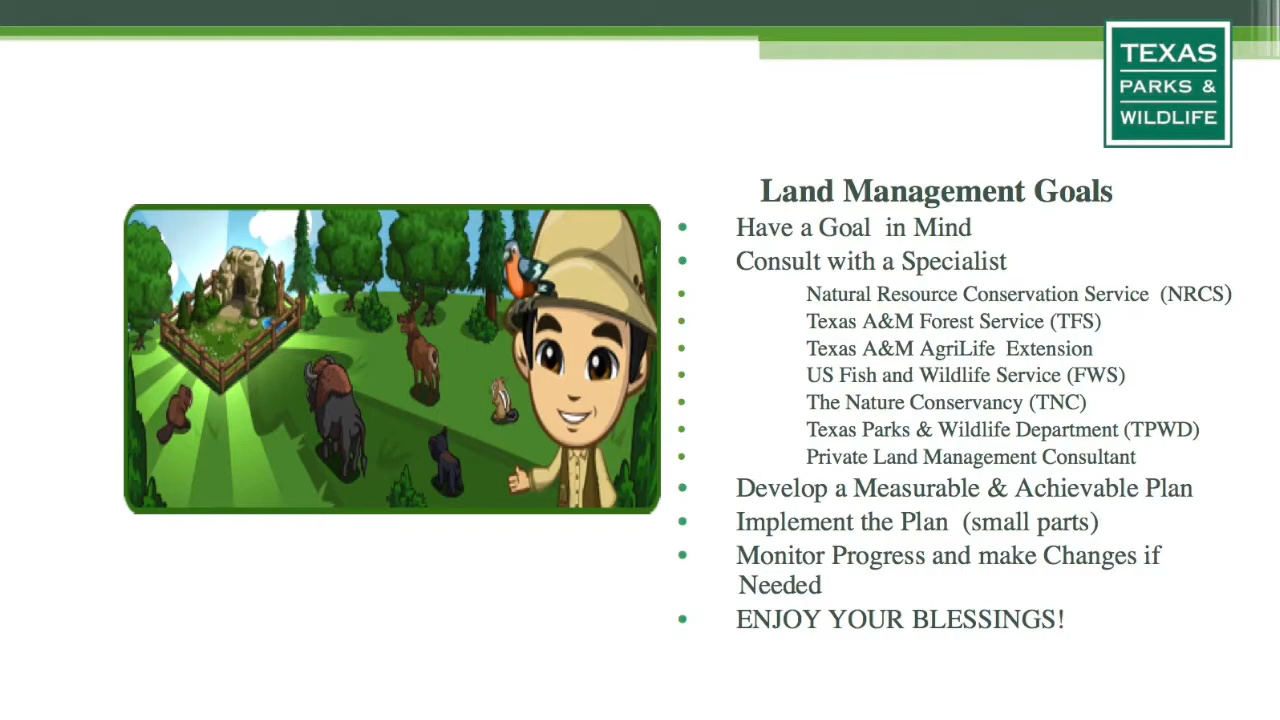 TEXAS
PARKS &
WILDLIFE
Land Management Goals
• Have a Goal in Mind
• Consult with a Specialist
• Natural Resource Conservation Service (NRCS)
• Texas A&M Forest Service (TFS)
• Texas A&M AgriLife Extension
• US Fish and Wildlife Service (FWS)
• The Nature Conservancy (TNC)
• Texas Parks & Wildlife Department (TPWD)
• Private Land Management Consultant
• Develop a Measurable & Achievable Plan
• Implement the Plan (small parts)
• Monitor Progress and make Changes if
Needed
• ENJOY YOUR BLESSINGS!